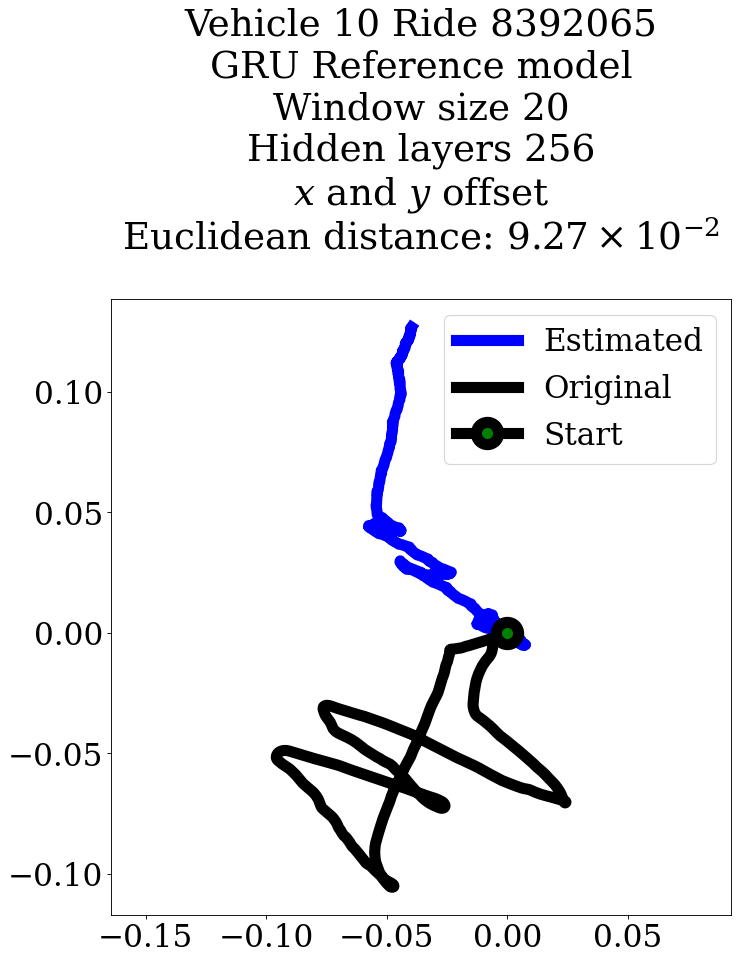 Vehicle 10 Ride 8392065
GRU Reference model
Window size 20
Hidden layers 256
x and y offset
Euclidean distance: 9.27 × 10⁻²
Estimated
Original
Start
0.10
0.05
0.00
−0.05
−0.10
−0.15 −0.10 −0.05 0.00 0.05